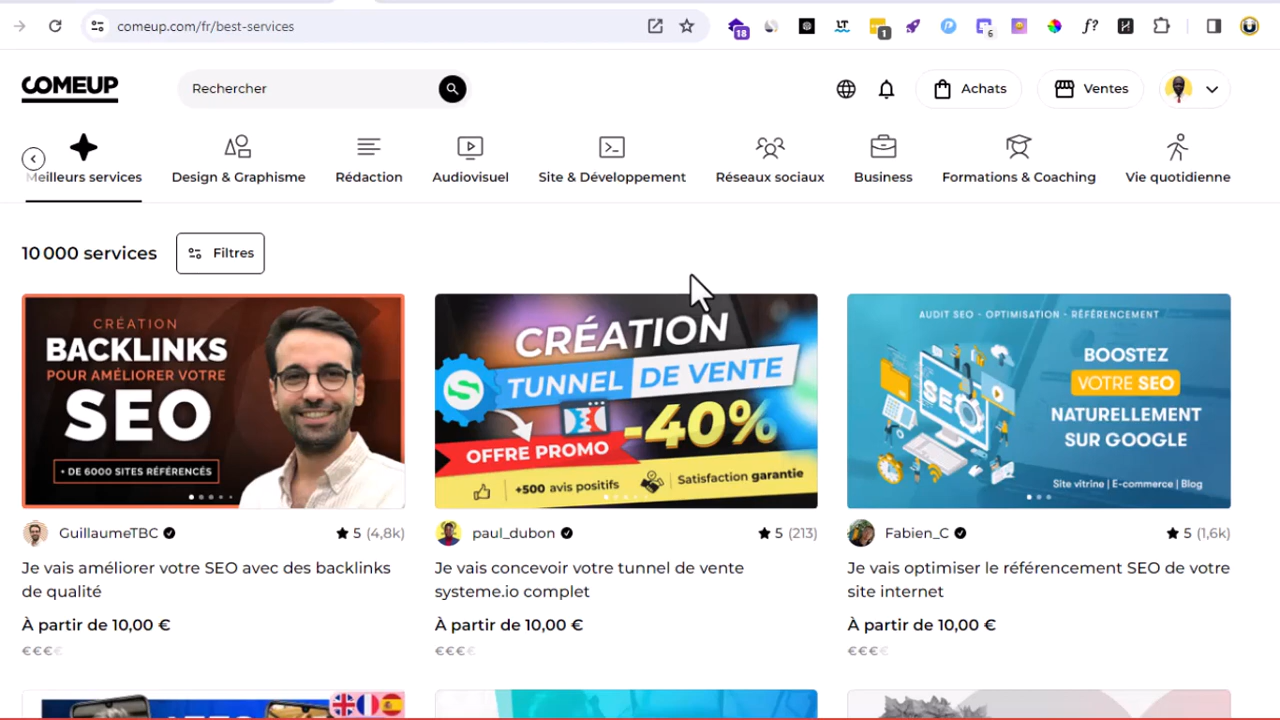 comeup.com/fr/best-services
18
LT
1
6
f?
COMEUP
Rechercher
Achats
Ventes
Meilleurs services
Design & Graphisme
Rédaction
Audiovisuel
Site & Développement
Réseaux sociaux
Business
Formations & Coaching
Vie quotidienne
10 000 services
Filtres
CRÉATION
BACKLINKS
POUR AMÉLIORER VOTRE
SEO
+ DE 6000 SITES RÉFÉRENCÉS
CRÉATION
TUNNEL DE VENTE
-40%
OFFRE PROMO
+500 avis positifs
Satisfaction garantie
AUDIT SEO - OPTIMISATION - RÉFÉRENCEMENT
SEO
BOOSTEZ
VOTRE SEO
NATURELLEMENT
SUR GOOGLE
Site vitrine | E-commerce | Blog
GuillaumeTBC
5 (4,8k)
paul_dubon
5 (213)
Fabien_C
5 (1,6k)
Je vais améliorer votre SEO avec des backlinks
de qualité
Je vais concevoir votre tunnel de vente
systeme.io complet
Je vais optimiser le référencement SEO de votre
site internet
À partir de 10,00 €
À partir de 10,00 €
À partir de 10,00 €
€€€€
€€€€
€€€€